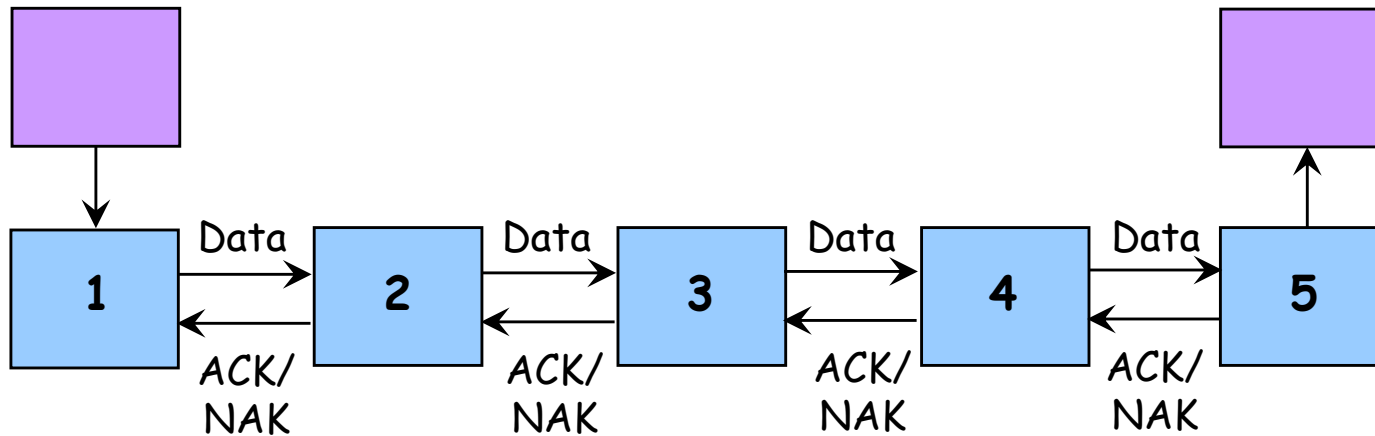 Data Data Data Data
1 2 3 4 5
ACK/ ACK/ ACK/ ACK/
NAK NAK NAK NAK